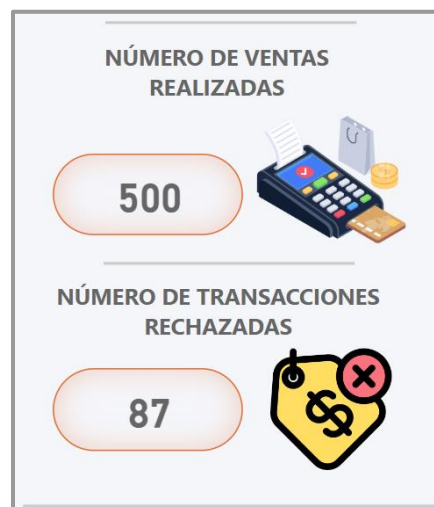 NÚMERO DE VENTAS
REALIZADAS
500
NÚMERO DE TRANSACCIONES
RECHAZADAS
87